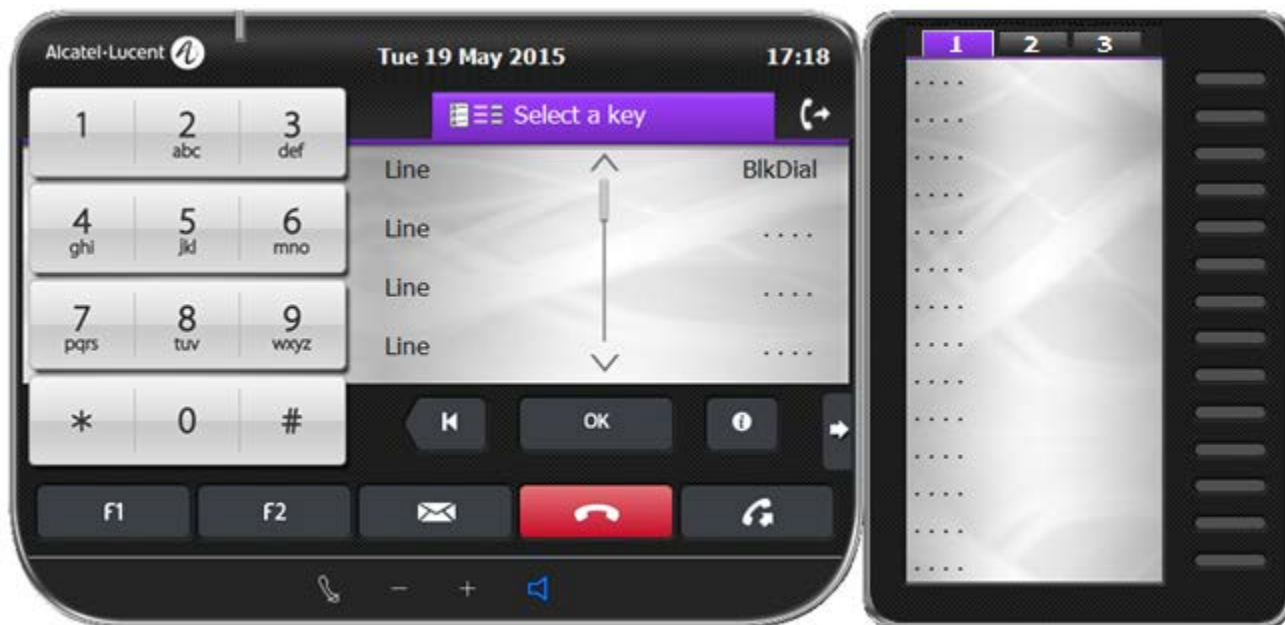 Alcatel·Lucent
Tue 19 May 2015
17:18
Select a key
1
2
abc
3
def
4
ghi
5
jkl
6
mno
7
pqrs
8
tuv
9
wxyz
*
0
#
Line
BlkDial
Line
....
Line
....
Line
....
OK
F1
F2
- +
1 2 3
....
....
....
....
....
....
....
....
....
....
....
....
....
....